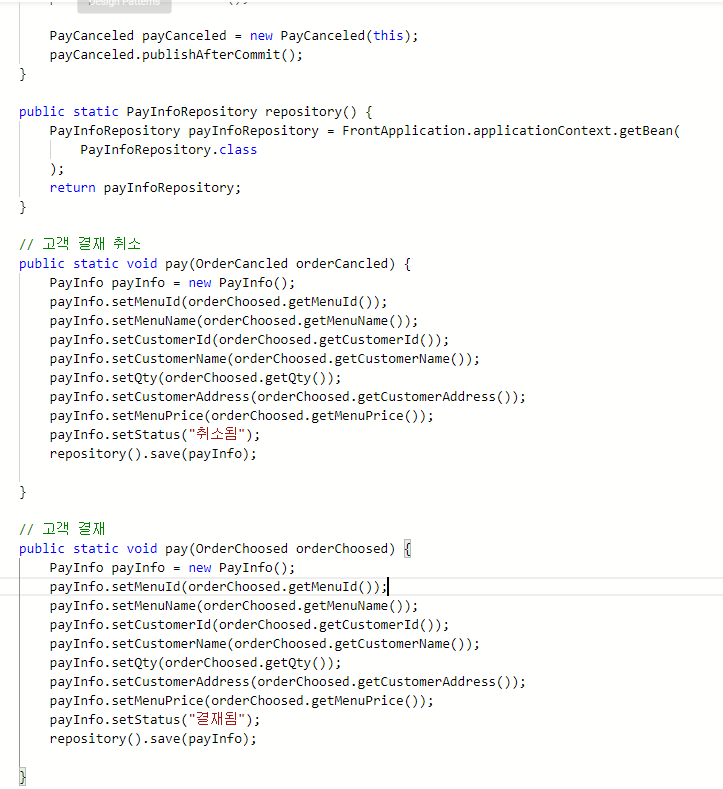 Design Patterns
PayCanceled payCanceled = new PayCanceled(this);
payCanceled.publishAfterCommit();
}
public static PayInfoRepository repository() {
PayInfoRepository payInfoRepository = FrontApplication.applicationContext.getBean(
PayInfoRepository.class
);
return payInfoRepository;
}
// 고객 결재 취소
public static void pay(OrderCancled orderCancled) {
PayInfo payInfo = new PayInfo();
payInfo.setMenuId(orderChoosed.getMenuId());
payInfo.setMenuName(orderChoosed.getMenuName());
payInfo.setCustomerId(orderChoosed.getCustomerId());
payInfo.setCustomerName(orderChoosed.getCustomerName());
payInfo.setQty(orderChoosed.getQty());
payInfo.setCustomerAddress(orderChoosed.getCustomerAddress());
payInfo.setMenuPrice(orderChoosed.getMenuPrice());
payInfo.setStatus("취소됨");
repository().save(payInfo);
}
// 고객 결재
public static void pay(OrderChoosed orderChoosed) {
PayInfo payInfo = new PayInfo();
payInfo.setMenuId(orderChoosed.getMenuId());
payInfo.setMenuName(orderChoosed.getMenuName());
payInfo.setCustomerId(orderChoosed.getCustomerId());
payInfo.setCustomerName(orderChoosed.getCustomerName());
payInfo.setQty(orderChoosed.getQty());
payInfo.setCustomerAddress(orderChoosed.getCustomerAddress());
payInfo.setMenuPrice(orderChoosed.getMenuPrice());
payInfo.setStatus("결재됨");
repository().save(payInfo);
}